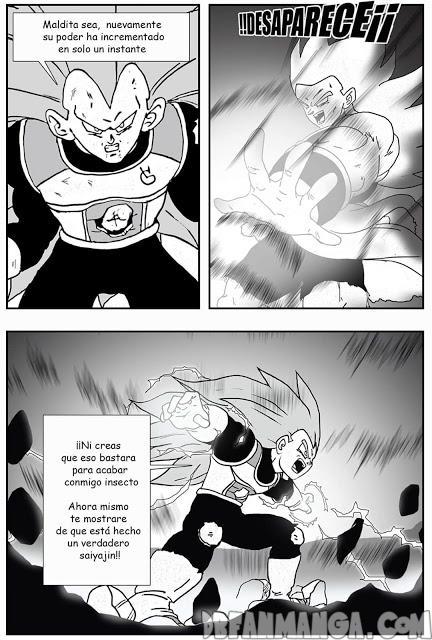 Maldita sea, nuevamente
su poder ha incrementado
en solo un instante
!!DESAPARECE¡¡
¡¡Ni creas
que eso bastara
para acabar
conmigo insecto
Ahora mismo
te mostrare
de que está hecho
un verdadero
saiyajin!!
DBFANMANGA.COM